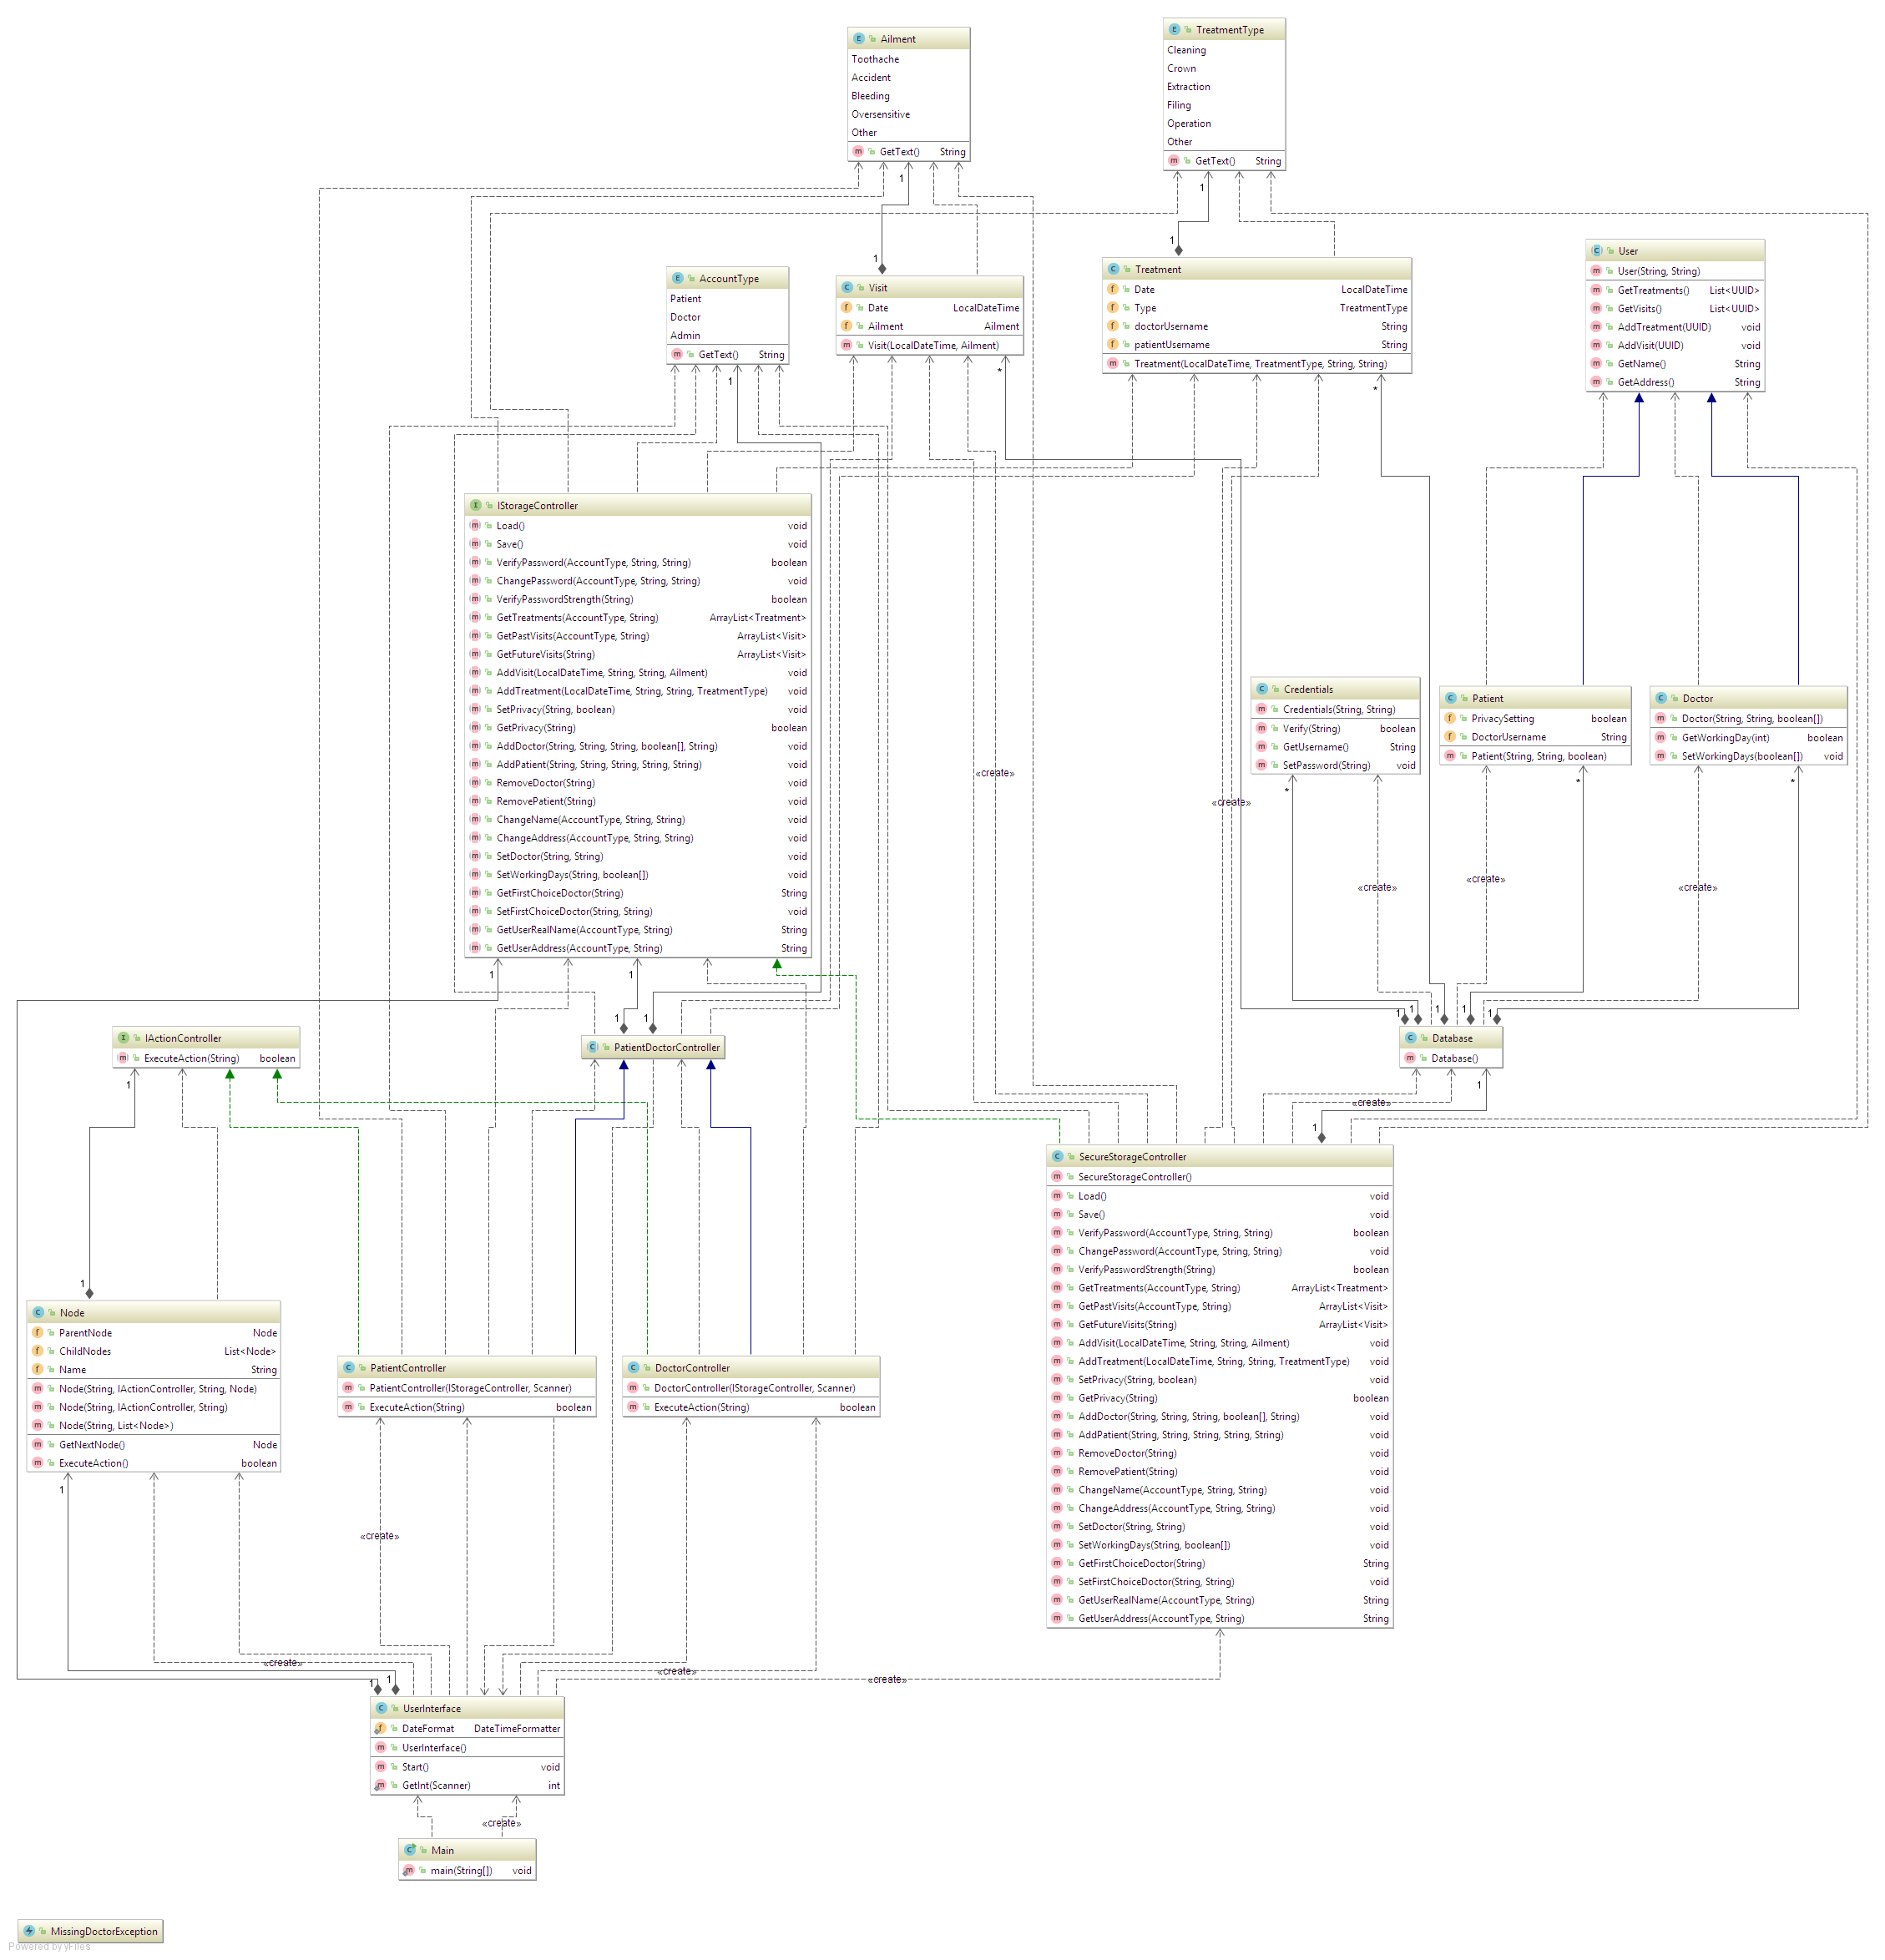 Ailment
Toothache
Accident
Bleeding
Oversensitive
Other
GetText() String
TreatmentType
Cleaning
Crown
Extraction
Filing
Operation
Other
GetText() String
1
1
1
1
User
User(String, String)
GetTreatments() List<UUID>
GetVisits() List<UUID>
AddTreatment(UUID) void
AddVisit(UUID) void
GetName() String
GetAddress() String
AccountType
Patient
Doctor
Admin
GetText() String
Visit
Date LocalDateTime
Ailment Ailment
Visit(LocalDateTime, Ailment)
Treatment
Date LocalDateTime
Type TreatmentType
doctorUsername String
patientUsername String
Treatment(LocalDateTime, TreatmentType, String, String)
1
*
*
IStorageController
Load() void
Save() void
VerifyPassword(AccountType, String, String) boolean
ChangePassword(AccountType, String, String) void
VerifyPasswordStrength(String) boolean
GetTreatments(AccountType, String) ArrayList<Treatment>
GetPastVisits(AccountType, String) ArrayList<Visit>
GetFutureVisits(String) ArrayList<Visit>
AddVisit(LocalDateTime, String, String, Ailment) void
AddTreatment(LocalDateTime, String, String, TreatmentType) void
SetPrivacy(String, boolean) void
GetPrivacy(String) boolean
AddDoctor(String, String, String, boolean[], String) void
AddPatient(String, String, String, String, String) void
RemoveDoctor(String) void
RemovePatient(String) void
ChangeName(AccountType, String, String) void
ChangeAddress(AccountType, String, String) void
SetDoctor(String, String) void
SetWorkingDays(String, boolean[]) void
GetFirstChoiceDoctor(String) String
SetFirstChoiceDoctor(String, String) void
GetUserRealName(AccountType, String) String
GetUserAddress(AccountType, String) String
Credentials
Credentials(String, String)
Verify(String) boolean
GetUsername() String
SetPassword(String) void
Patient
PrivacySetting boolean
DoctorUsername String
Patient(String, String, boolean)
Doctor
Doctor(String, String, boolean[])
GetWorkingDay(int) boolean
SetWorkingDays(boolean[]) void
«create»
«create»
*
*
*
«create»
«create»
«create»
1
1
1
1
1
1
1
1
1
IActionController
ExecuteAction(String) boolean
PatientDoctorController
Database
Database()
1
1
«create»
1
1
SecureStorageController
SecureStorageController()
Load() void
Save() void
VerifyPassword(AccountType, String, String) boolean
ChangePassword(AccountType, String, String) void
VerifyPasswordStrength(String) boolean
GetTreatments(AccountType, String) ArrayList<Treatment>
GetPastVisits(AccountType, String) ArrayList<Visit>
GetFutureVisits(String) ArrayList<Visit>
AddVisit(LocalDateTime, String, String, Ailment) void
AddTreatment(LocalDateTime, String, String, TreatmentType) void
SetPrivacy(String, boolean) void
GetPrivacy(String) boolean
AddDoctor(String, String, String, boolean[], String) void
AddPatient(String, String, String, String, String) void
RemoveDoctor(String) void
RemovePatient(String) void
ChangeName(AccountType, String, String) void
ChangeAddress(AccountType, String, String) void
SetDoctor(String, String) void
SetWorkingDays(String, boolean[]) void
GetFirstChoiceDoctor(String) String
SetFirstChoiceDoctor(String, String) void
GetUserRealName(AccountType, String) String
GetUserAddress(AccountType, String) String
Node
ParentNode Node
ChildNodes List<Node>
Name String
Node(String, IActionController, String, Node)
Node(String, IActionController, String)
Node(String, List<Node>)
GetNextNode() Node
ExecuteAction() boolean
PatientController
PatientController(IStorageController, Scanner)
ExecuteAction(String) boolean
DoctorController
DoctorController(IStorageController, Scanner)
ExecuteAction(String) boolean
1
«create»
«create»
«create»
«create»
1
1
UserInterface
DateFormat DateTimeFormatter
UserInterface()
Start() void
GetInt(Scanner) int
«create»
Main
main(String[]) void
MissingDoctorException
Powered by yFiles